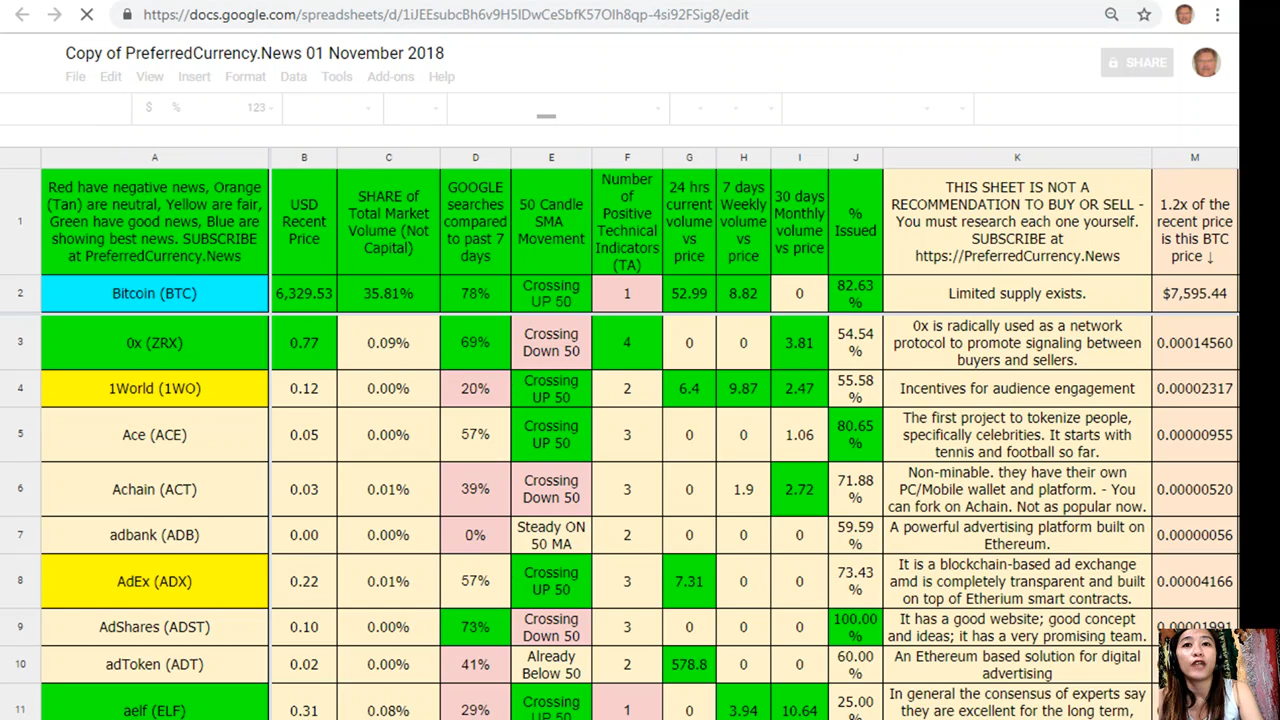 https://docs.google.com/spreadsheets/d/1iJEEsubcBh6v9H5IDwCeSbfK57OIh8qp-4si92FSig8/edit
Copy of PreferredCurrency.News 01 November 2018
SHARE
File Edit View Insert Format Data Tools Add-ons Help
$ % 123
A B C D E F G H I J K M
1
Red have negative news, Orange
(Tan) are neutral, Yellow are fair,
Green have good news, Blue are
showing best news. SUBSCRIBE
at PreferredCurrency.News
USD
Recent
Price
SHARE of
Total Market
Volume (Not
Capital)
GOOGLE
searches
compared
to past 7
days
50 Candle
SMA
Movement
Number
of
Positive
Technical
Indicators
(TA)
24 hrs
current
volume
vs
price
7 days
Weekly
volume
vs
price
30 days
Monthly
volume
vs price
%
Issued
THIS SHEET IS NOT A
RECOMMENDATION TO BUY OR SELL -
You must research each one yourself.
SUBSCRIBE at
https://PreferredCurrency.News
1.2x of the
recent price
is this BTC
price ↓
2
Bitcoin (BTC)
6,329.53
35.81%
78%
Crossing
UP 50
1
52.99
8.82
0
82.63
%
Limited supply exists.
$7,595.44
3
0x (ZRX)
0.77
0.09%
69%
Crossing
Down 50
4
0
0
3.81
54.54
%
0x is radically used as a network
protocol to promote signaling between
buyers and sellers.
0.00014560
4
1World (1WO)
0.12
0.00%
20%
Crossing
UP 50
2
6.4
9.87
2.47
55.58
%
Incentives for audience engagement
0.00002317
5
Ace (ACE)
0.05
0.00%
57%
Crossing
UP 50
3
0
0
1.06
80.65
%
The first project to tokenize people,
specifically celebrities. It starts with
tennis and football so far.
0.00000955
6
Achain (ACT)
0.03
0.01%
39%
Crossing
Down 50
3
0
1.9
2.72
71.88
%
Non-minable. they have their own
PC/Mobile wallet and platform. - You
can fork on Achain. Not as popular now.
0.00000520
7
adbank (ADB)
0.00
0.00%
0%
Steady ON
50 MA
2
0
0
0
59.59
%
A powerful advertising platform built on
Ethereum.
0.00000056
8
AdEx (ADX)
0.22
0.01%
57%
Crossing
UP 50
3
7.31
0
0
73.43
%
It is a blockchain-based ad exchange
amd is completely transparent and built
on top of Etherium smart contracts.
0.00004166
9
AdShares (ADST)
0.10
0.00%
73%
Crossing
Down 50
3
0
0
0
100.00
%
It has a good website; good concept
and ideas; it has a very promising team.
0.00001991
10
adToken (ADT)
0.02
0.00%
41%
Already
Below 50
2
578.8
0
0
60.00
%
An Ethereum based solution for digital
advertising
11
aelf (ELF)
0.31
0.08%
29%
Crossing
UP 50
1
0
3.94
10.64
25.00
%
In general the consensus of experts say
they are excellent for the long term,